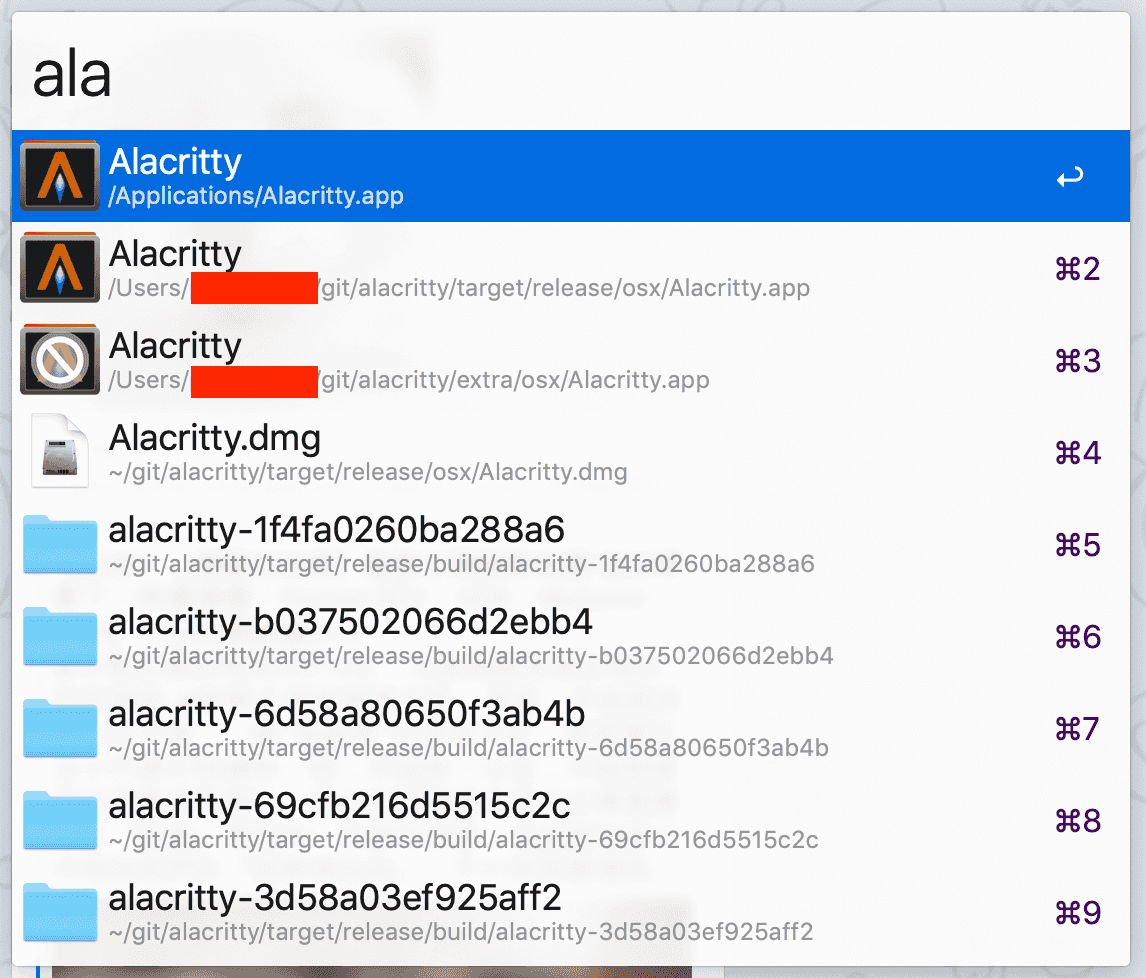 ala
Alacritty
/Applications/Alacritty.app
Alacritty
⌘2
/Users/ /git/alacritty/target/release/osx/Alacritty.app
Alacritty
⌘3
/Users/ /git/alacritty/extra/osx/Alacritty.app
Alacritty.dmg
⌘4
~/git/alacritty/target/release/osx/Alacritty.dmg
alacritty-1f4fa0260ba288a6
⌘5
~/git/alacritty/target/release/build/alacritty-1f4fa0260ba288a6
alacritty-b037502066d2ebb4
⌘6
~/git/alacritty/target/release/build/alacritty-b037502066d2ebb4
alacritty-6d58a80650f3ab4b
⌘7
~/git/alacritty/target/release/build/alacritty-6d58a80650f3ab4b
alacritty-69cfb216d5515c2c
⌘8
~/git/alacritty/target/release/build/alacritty-69cfb216d5515c2c
alacritty-3d58a03ef925aff2
⌘9
~/git/alacritty/target/release/build/alacritty-3d58a03ef925aff2